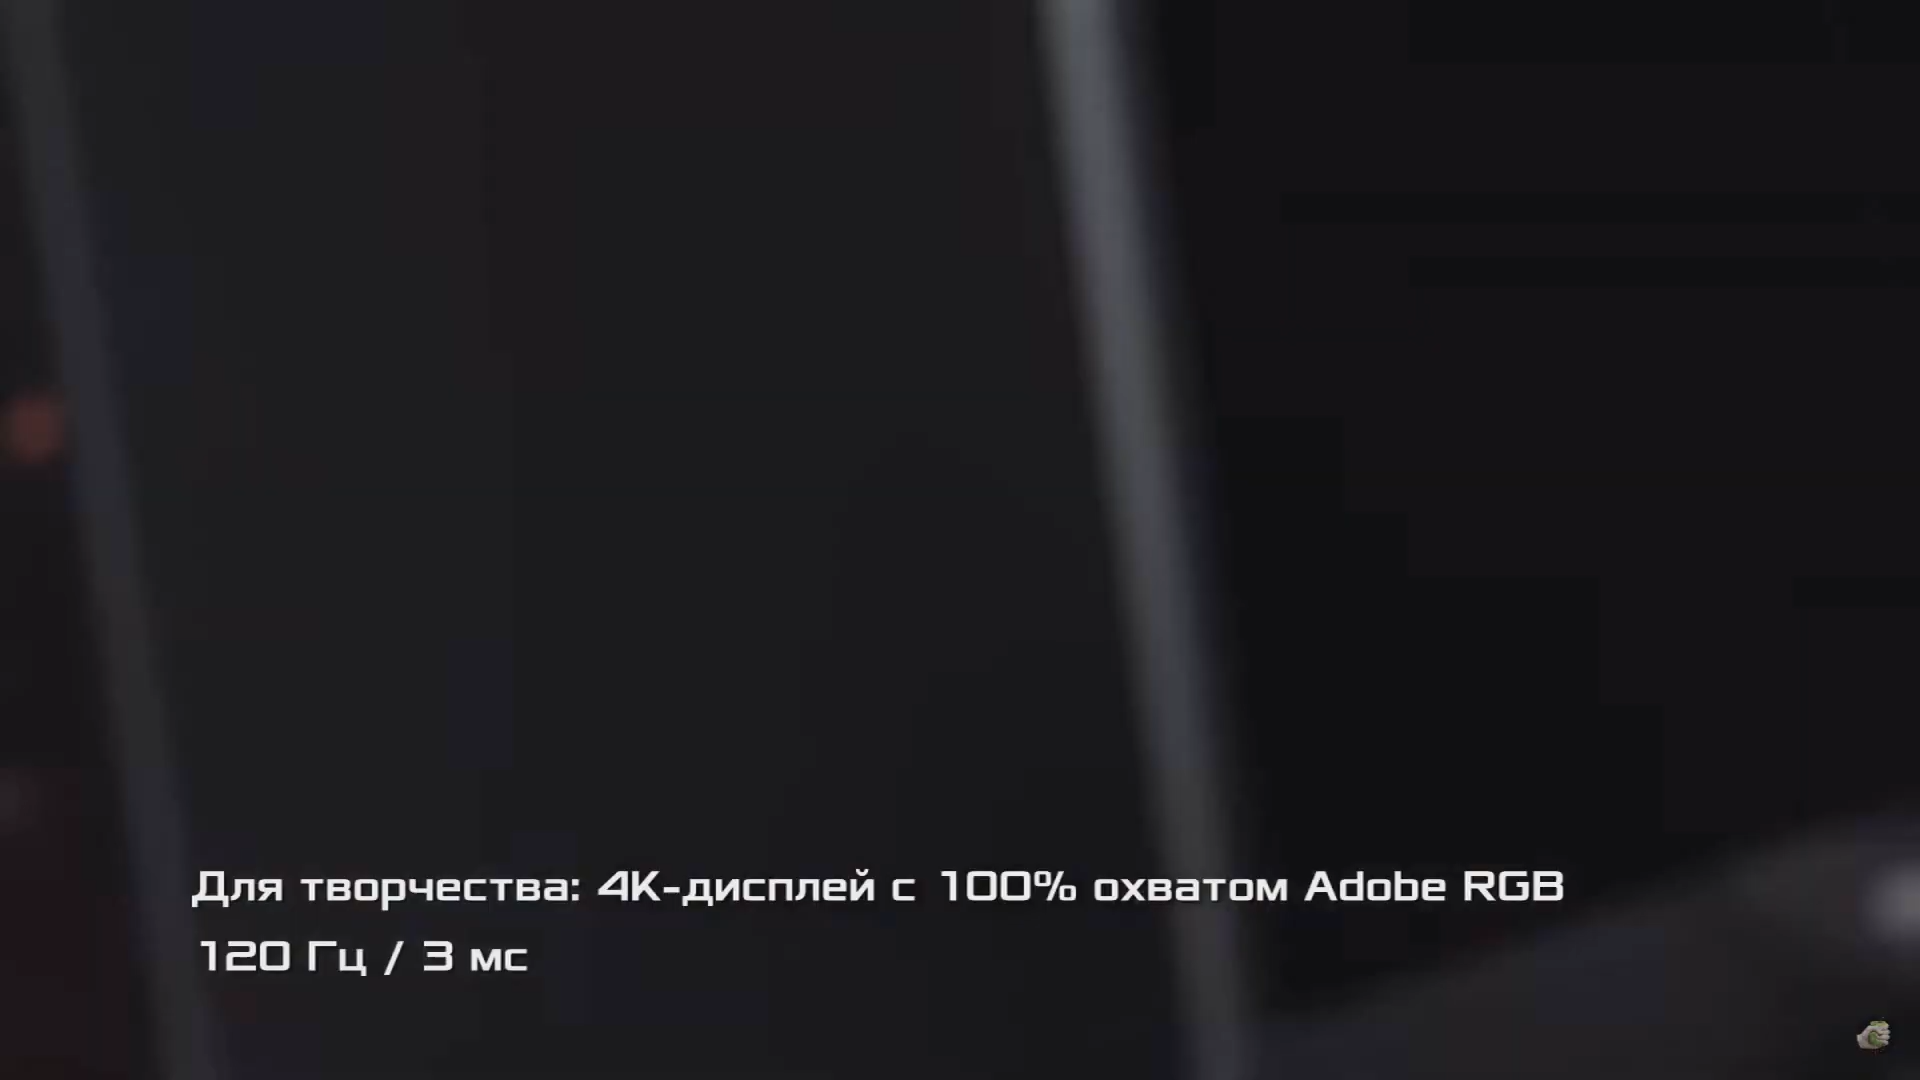 Для творчества: 4K-дисплей с 100% охватом Adobe RGB
120 Гц / 3 мс